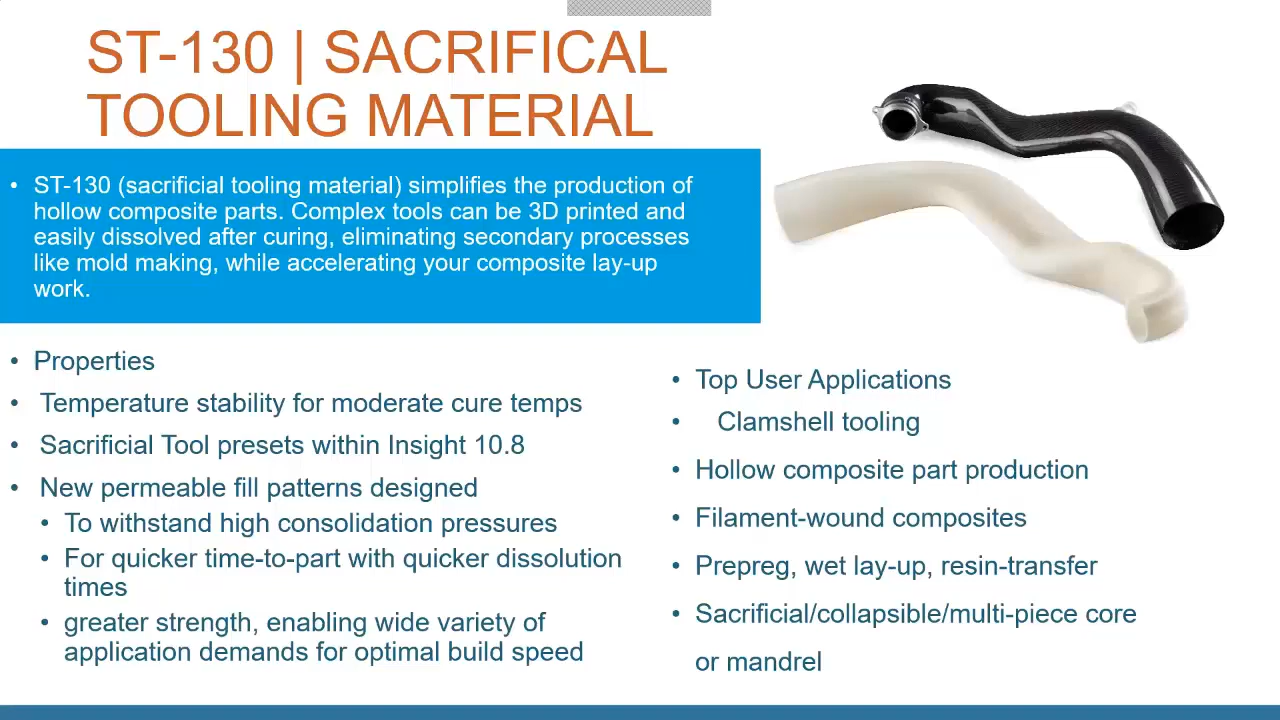 ST-130 | SACRIFICAL
TOOLING MATERIAL
• ST-130 (sacrificial tooling material) simplifies the production of
hollow composite parts. Complex tools can be 3D printed and
easily dissolved after curing, eliminating secondary processes
like mold making, while accelerating your composite lay-up
work.
• Properties
• Temperature stability for moderate cure temps
• Sacrificial Tool presets within Insight 10.8
• New permeable fill patterns designed
• To withstand high consolidation pressures
• For quicker time-to-part with quicker dissolution
times
• greater strength, enabling wide variety of
application demands for optimal build speed
• Top User Applications
• Clamshell tooling
• Hollow composite part production
• Filament-wound composites
• Prepreg, wet lay-up, resin-transfer
• Sacrificial/collapsible/multi-piece core
or mandrel